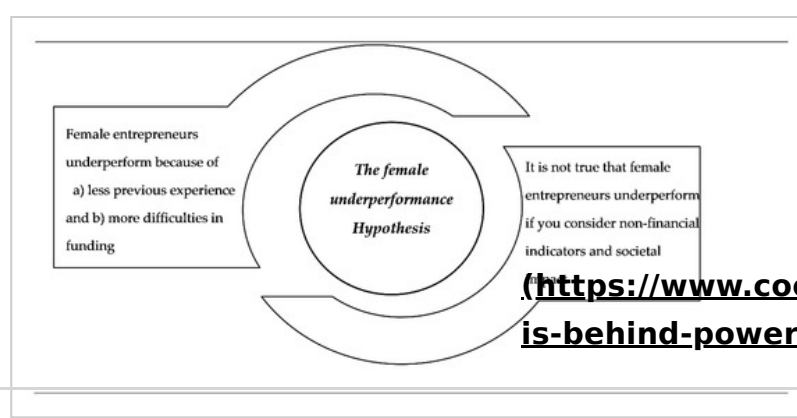 Female entrepreneurs
underperform because of
a) less previous experience
and b) more difficulties in
funding
The female
underperformance
Hypothesis
It is not true that female
entrepreneurs underperform
if you consider non-financial
indicators and societal
(https://www.coo
is-behind-power